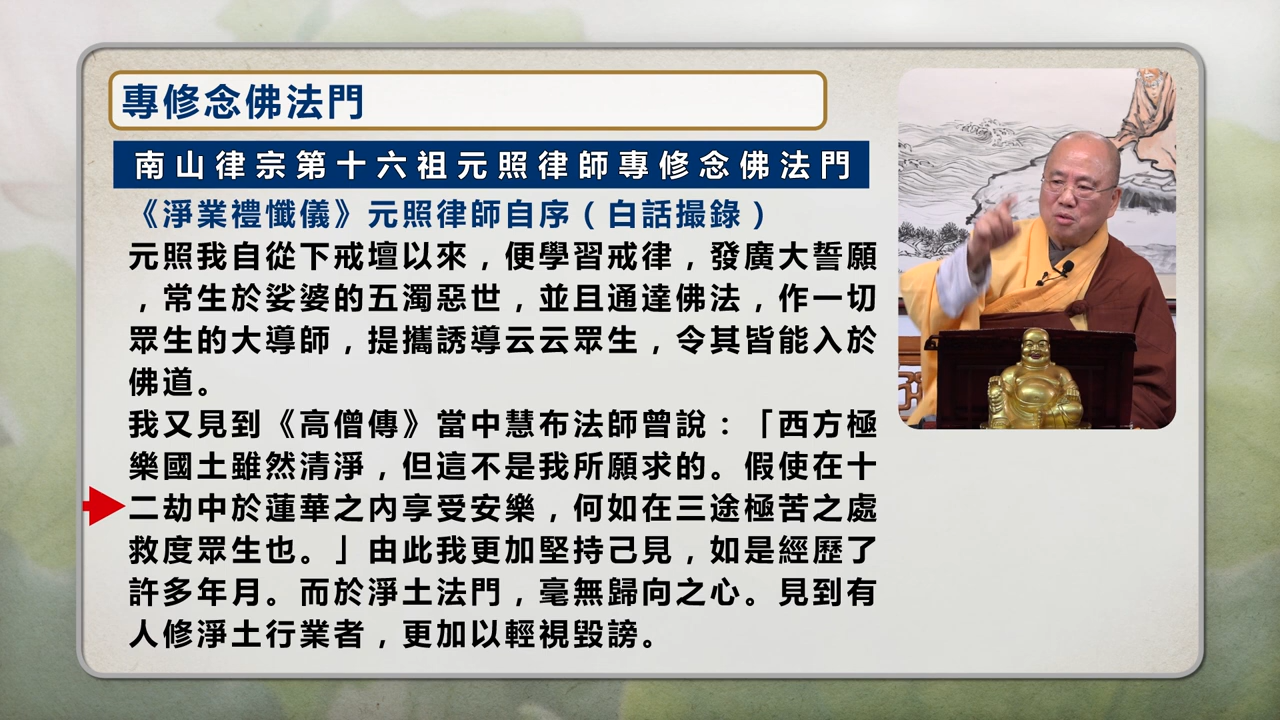 專修念佛法門
南山律宗第十六祖元照律師專修念佛法門
《淨業禮懺儀》元照律師自序（白話撮錄）
元照我自從下戒壇以來，便學習戒律，發廣大誓願
，常生於娑婆的五濁惡世，並且通達佛法，作一切
眾生的大導師，提攜誘導云云眾生，令其皆能入於
佛道。
我又見到《高僧傳》當中慧布法師曾說：「西方極
樂國土雖然清淨，但這不是我所願求的。假使在十
二劫中於蓮華之內享受安樂，何如在三途極苦之處
救度眾生也。」由此我更加堅持己見，如是經歷了
許多年月。而於淨土法門，毫無歸向之心。見到有
人修淨土行業者，更加以輕視毀謗。